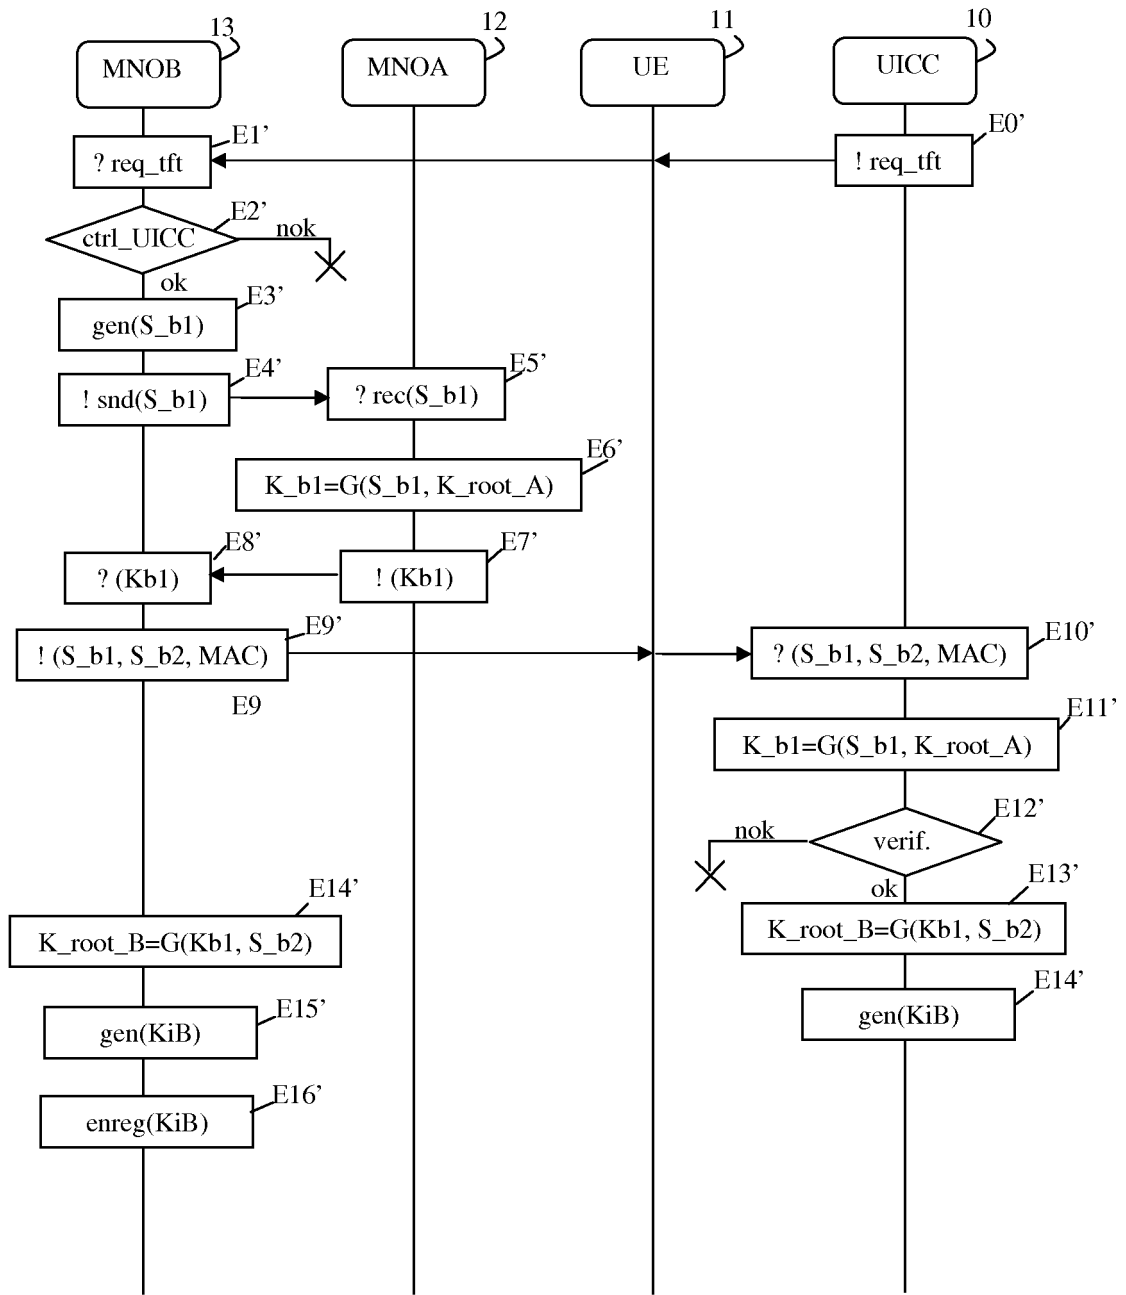 13
12
11
10
MNOB
MNOA
UE
UICC
E1’
E0’
? req_tft
! req_tft
E2’
ctrl_UICC
nok
ok
E3’
gen(S_b1)
E4’
E5’
! snd(S_b1)
? rec(S_b1)
E6’
K_b1=G(S_b1, K_root_A)
E8’
E7’
? (Kb1)
! (Kb1)
E9’
E10’
! (S_b1, S_b2, MAC)
? (S_b1, S_b2, MAC)
E9
E11’
K_b1=G(S_b1, K_root_A)
E12’
nok
verif.
ok
E13’
E14’
K_root_B=G(Kb1, S_b2)
K_root_B=G(Kb1, S_b2)
E14’
E15’
gen(KiB)
gen(KiB)
E16’
enreg(KiB)